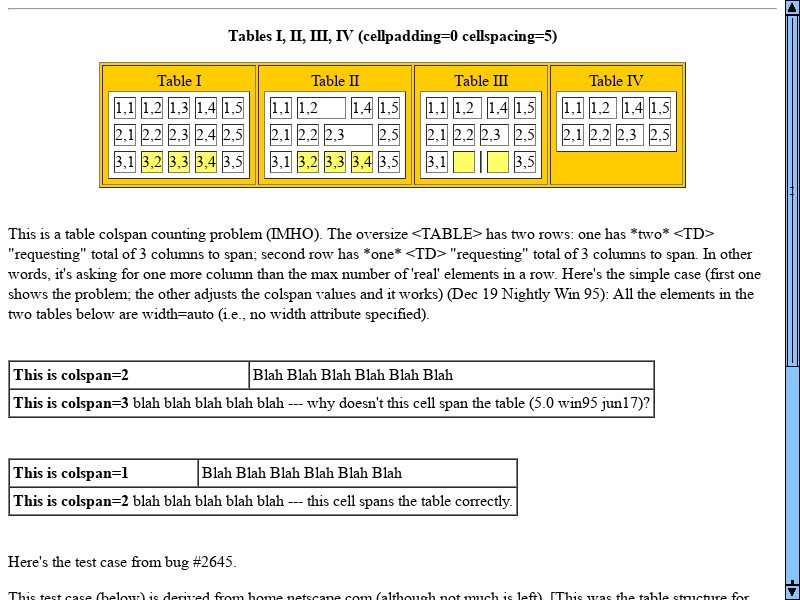 Tables I, II, III, IV (cellpadding=0 cellspacing=5)
Table I Table II Table III Table IV
1,1 1,2 1,3 1,4 1,5 1,1 1,2 1,4 1,5 1,1 1,2 1,4 1,5 1,1 1,2 1,4 1,5
2,1 2,2 2,3 2,4 2,5 2,1 2,2 2,3 2,5 2,1 2,2 2,3 2,5 2,1 2,2 2,3 2,5
3,1 3,2 3,3 3,4 3,5 3,1 3,2 3,3 3,4 3,5 3,1 3,5
This is a table colspan counting problem (IMHO). The oversize <TABLE> has two rows: one has *two* <TD>
"requesting" total of 3 columns to span; second row has *one* <TD> "requesting" total of 3 columns to span. In other
words, it's asking for one more column than the max number of 'real' elements in a row. Here's the simple case (first one
shows the problem; the other adjusts the colspan values and it works) (Dec 19 Nightly Win 95): All the elements in the
two tables below are width=auto (i.e., no width attribute specified).
This is colspan=2 Blah Blah Blah Blah Blah Blah
This is colspan=3 blah blah blah blah blah --- why doesn't this cell span the table (5.0 win95 jun17)?
This is colspan=1 Blah Blah Blah Blah Blah Blah
This is colspan=2 blah blah blah blah blah --- this cell spans the table correctly.
Here's the test case from bug #2645.
This test case (below) is derived from home.netscape.com (although not much is left). [This was the table structure for